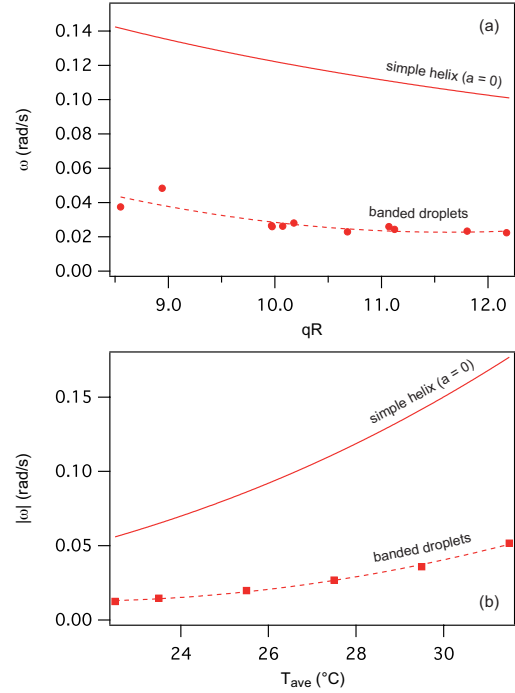 (a)
0.14
0.12
0.10
0.08
0.06
0.04
0.02
0.00
ω (rad/s)
simple helix (a = 0)
banded droplets
9.0 10.0 11.0 12.0
qR
0.15
0.10
0.05
0.00
|ω| (rad/s)
simple helix (a = 0)
banded droplets
(b)
24 26 28 30
T_ave (°C)